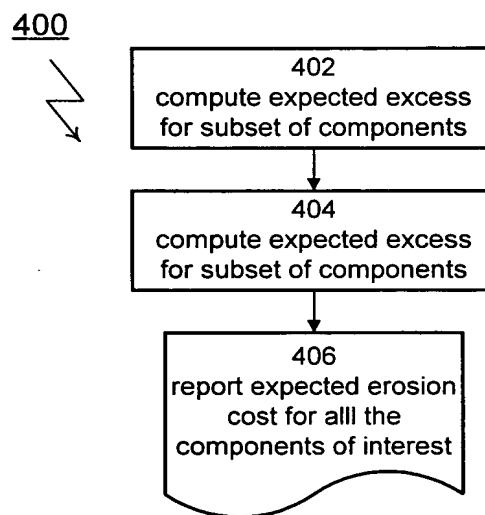 400
402
compute expected excess
for subset of components
404
compute expected excess
for subset of components
406
report expected erosion
cost for alll the
components of interest